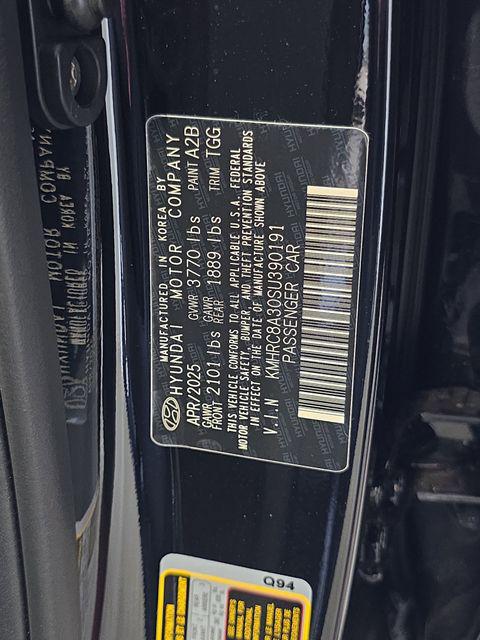 MANUFACTURED IN KOREA BY
HYUNDAI MOTOR COMPANY
APR/2025 GVWR 3770 lbs PAINT A2B
GAWR FRONT 2101 lbs GAWR REAR 1889 lbs TRIM TGG
THIS VEHICLE CONFORMS TO ALL APPLICABLE U.S.A. FEDERAL
MOTOR VEHICLE SAFETY, BUMPER, AND THEFT PREVENTION STANDARDS
IN EFFECT ON THE DATE OF MANUFACTURE SHOWN ABOVE
V.I.N KMHRC8A30SU390191
PASSENGER CAR
Q94